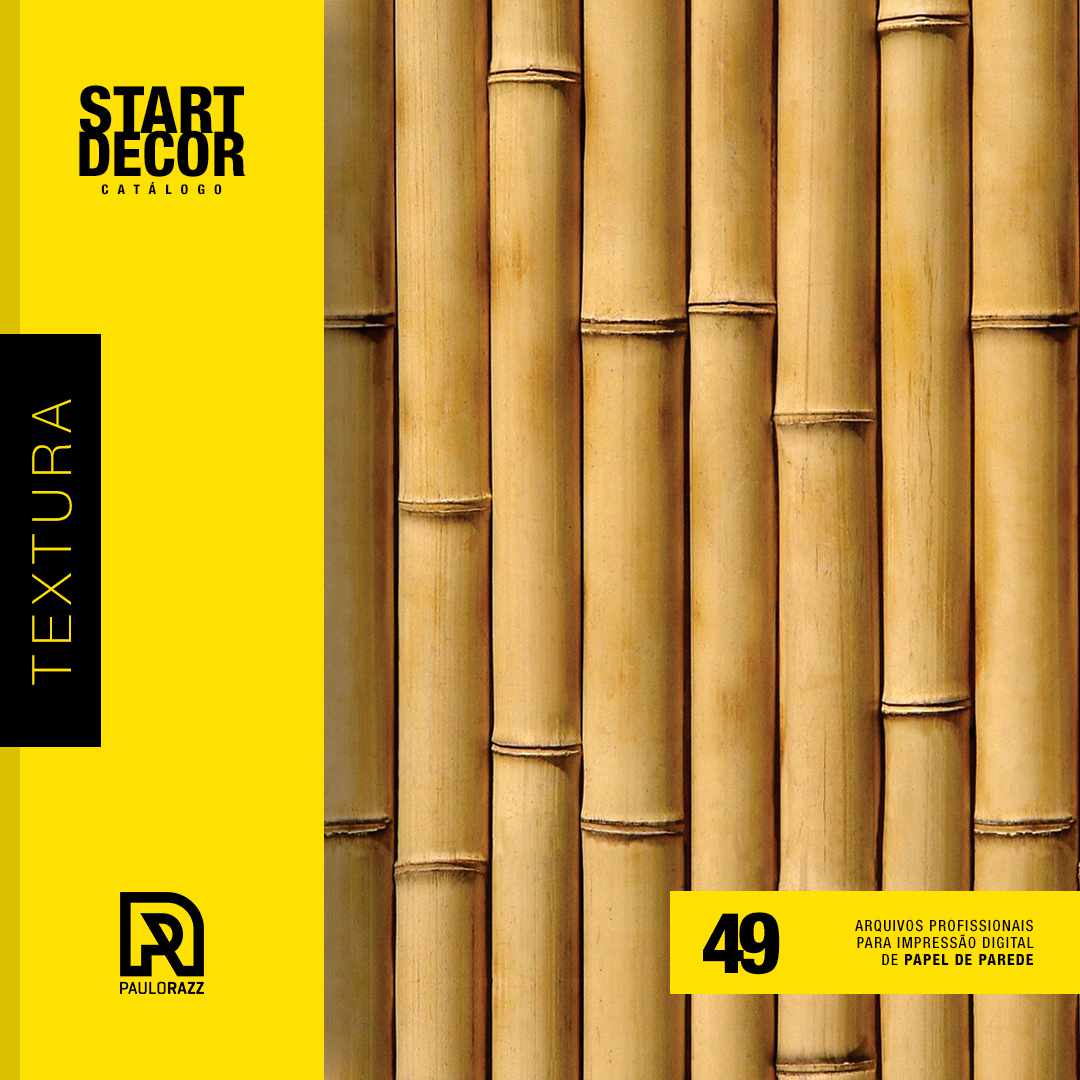 START
DECOR
CATÁLOGO
TEXTURA
PAULORAZZ
49
ARQUIVOS PROFISSIONAIS
PARA IMPRESSÃO DIGITAL
DE PAPEL DE PAREDE